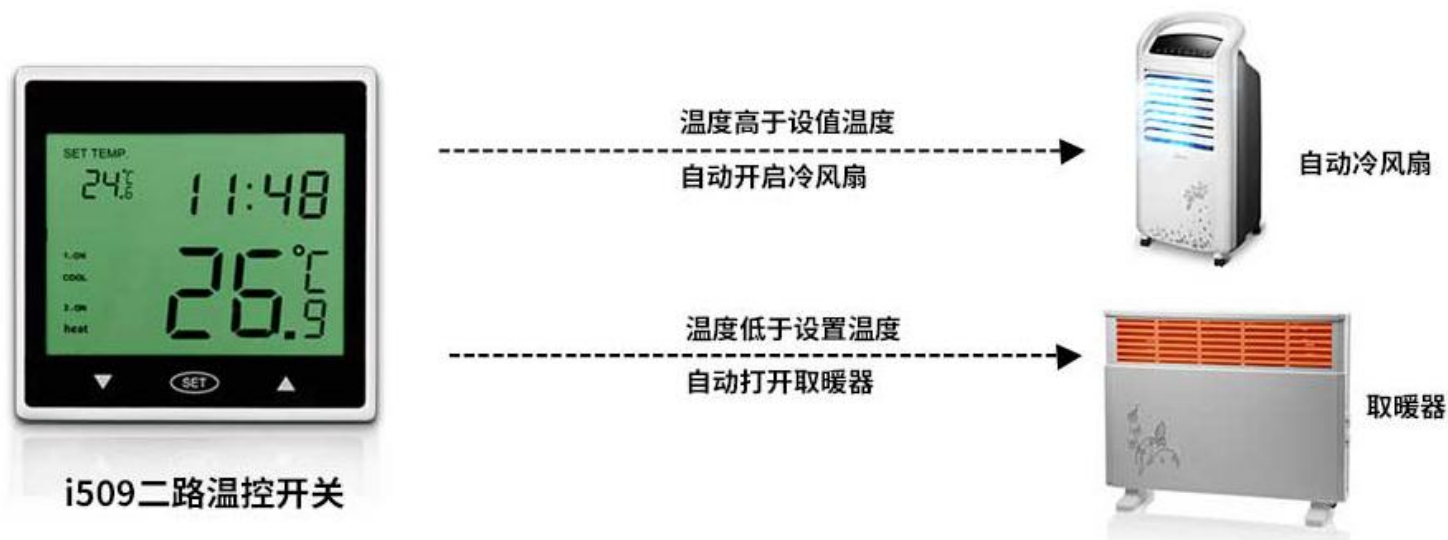 SET TEMP.
24.6℃
11:48
1.ON
COOL
2.ON
heat
26.9℃
SET
i509二路温控开关
温度高于设值温度
自动开启冷风扇
自动冷风扇
温度低于设置温度
自动打开取暖器
取暖器